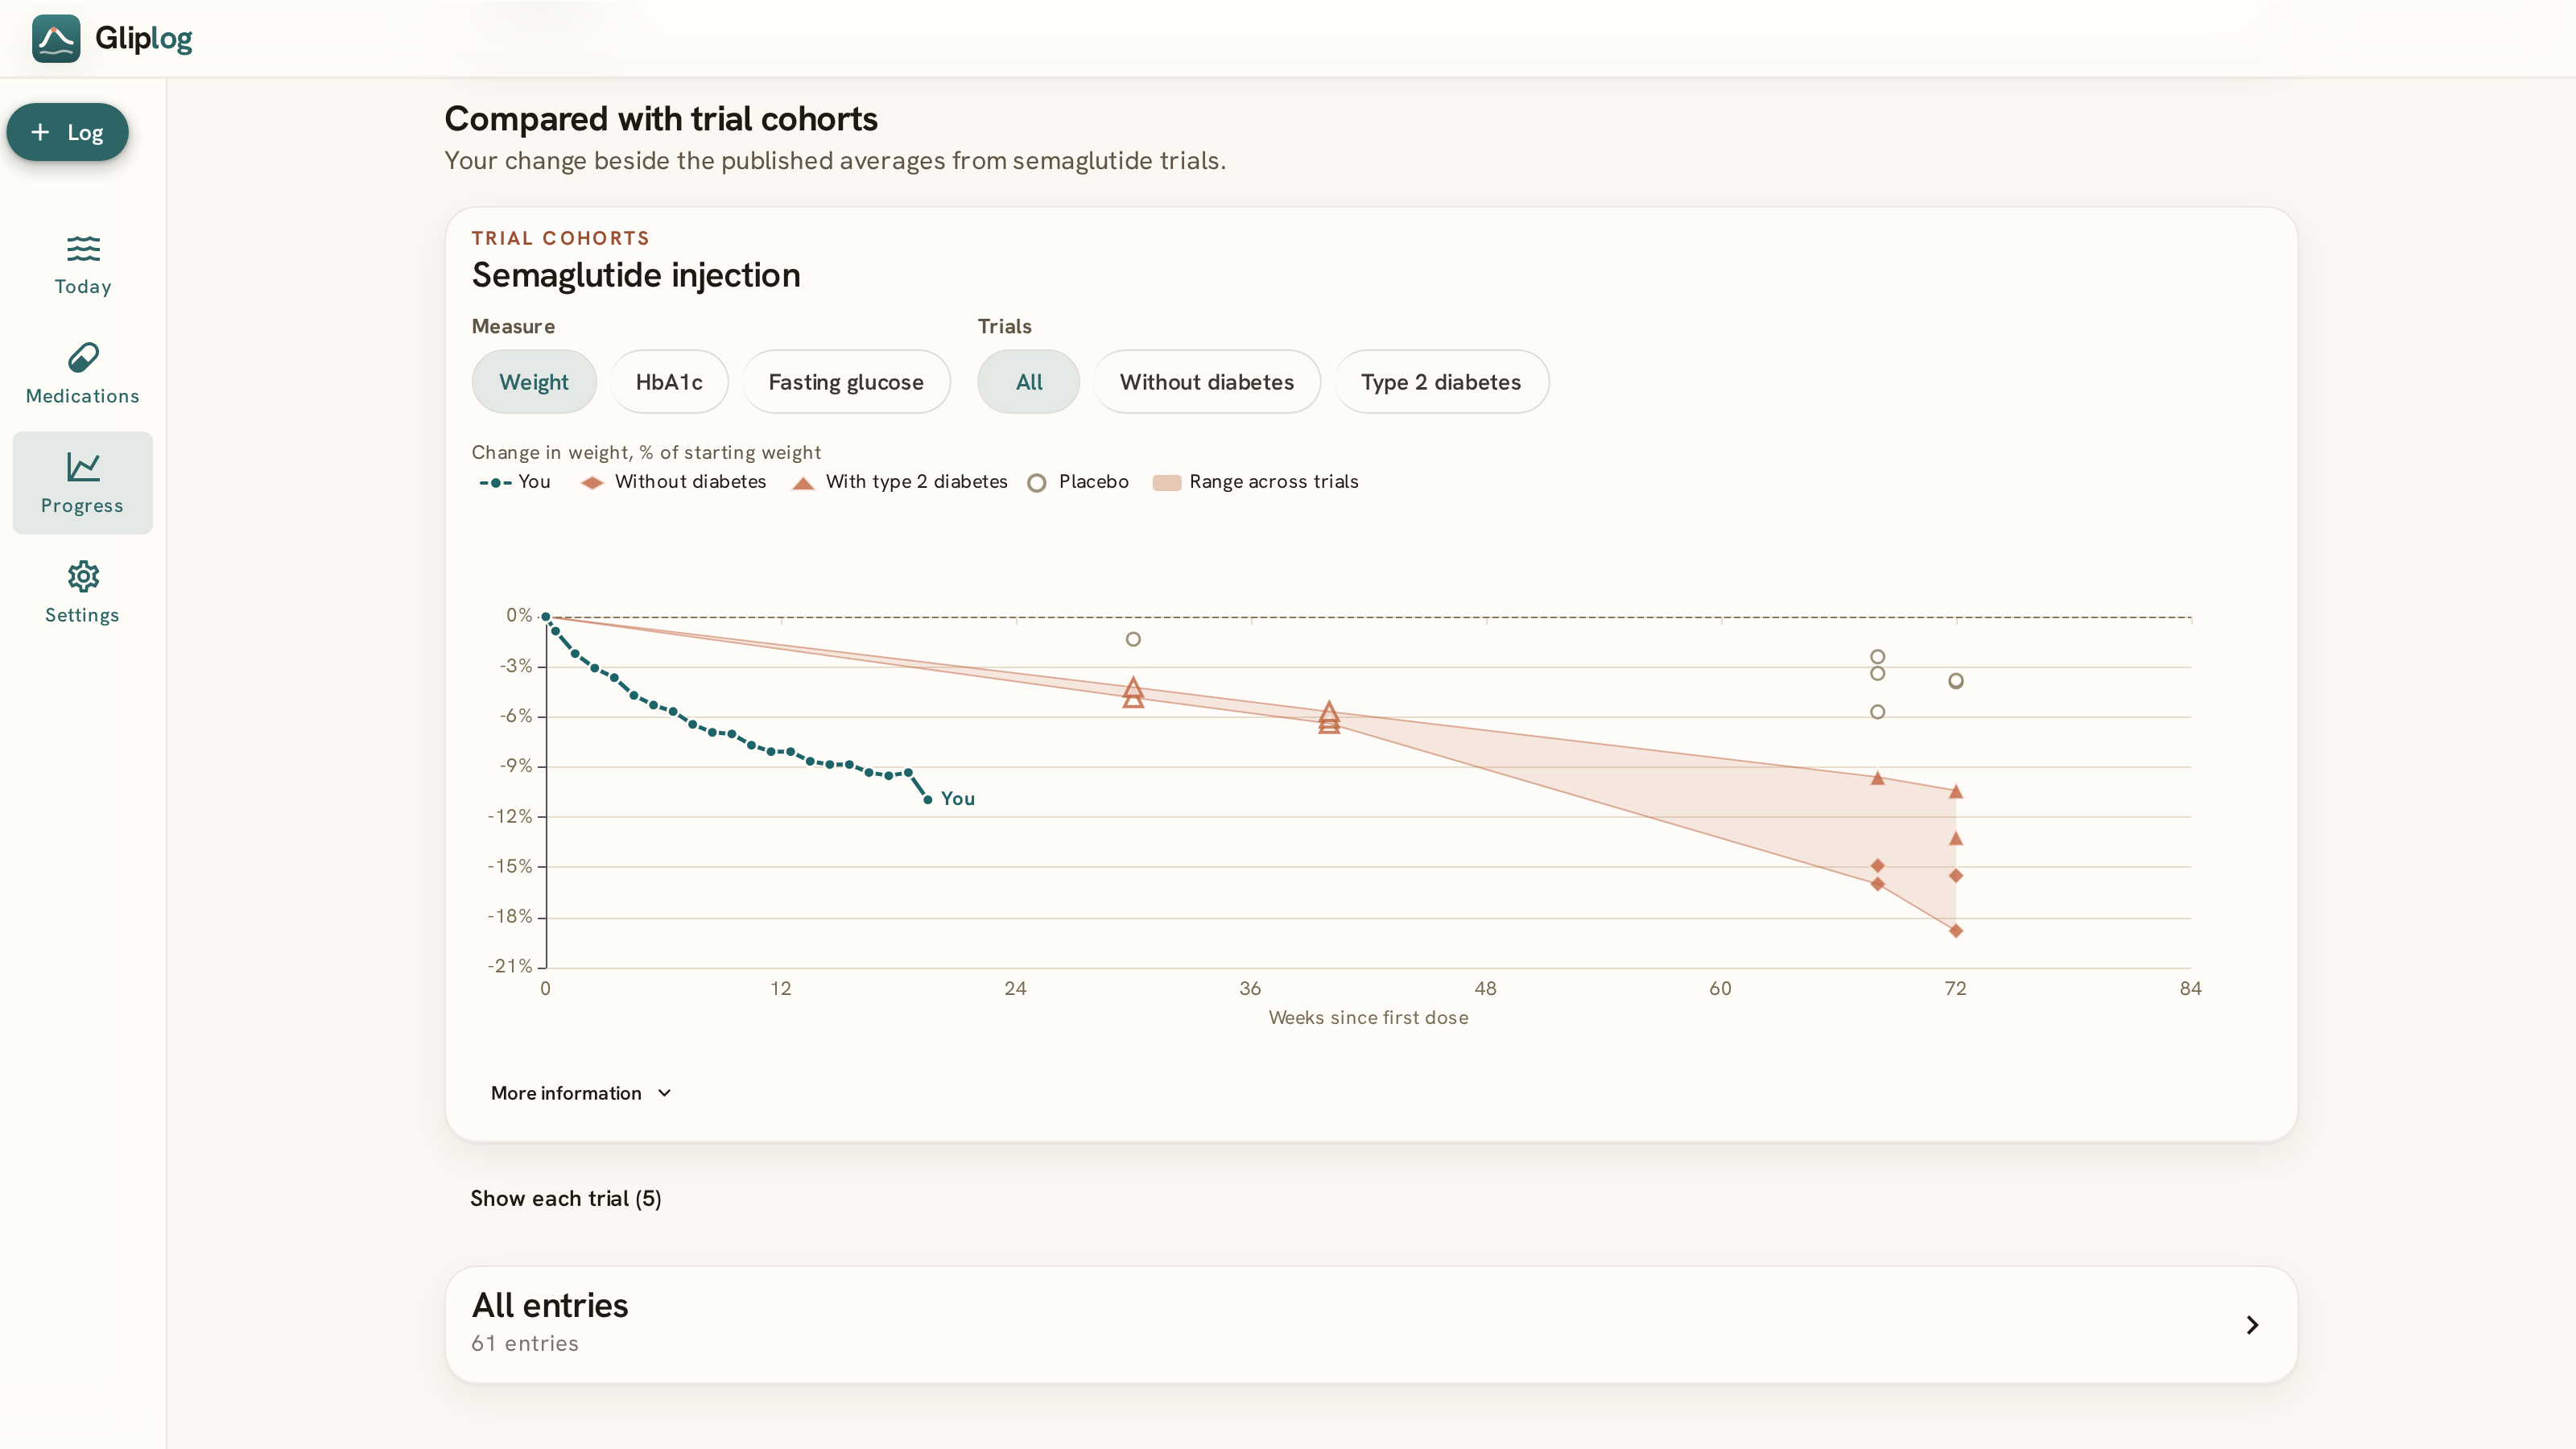 Gliplog
Log
Today
Medications
Progress
Settings
Compared with trial cohorts
Your change beside the published averages from semaglutide trials.
TRIAL COHORTS
Semaglutide injection
Measure
Trials
Weight
HbA1c
Fasting glucose
All
Without diabetes
Type 2 diabetes
Change in weight, % of starting weight
You
Without diabetes
With type 2 diabetes
Placebo
Range across trials
0%
-3%
-6%
-9%
-12%
-15%
-18%
-21%
You
0 12 24 36 48 60 72 84
Weeks since first dose
More information
Show each trial (5)
All entries
61 entries